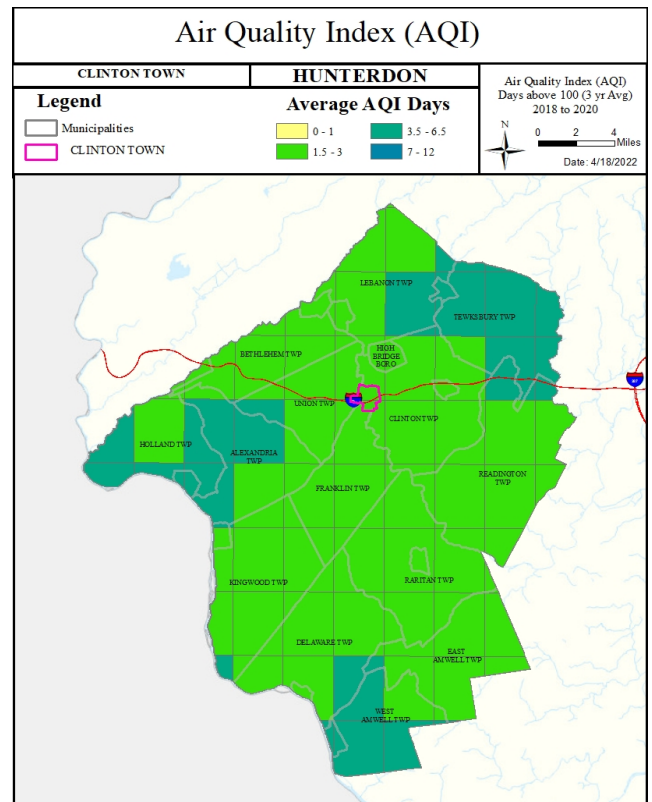 Air Quality Index (AQI)
CLINTON TOWN
HUNTERDON
Legend
Municipalities
CLINTON TOWN
Average AQI Days
0 - 1
3.5 - 6.5
1.5 - 3
7 - 12
Air Quality Index (AQI)
Days above 100 (3 yr Avg)
2018 to 2020
N
0 2 4
Miles
Date: 4/18/2022
LEBANON TWP
TEWKSBURY TWP
BETHLEHEM TWP
HIGH
BRIDGE
BORO
UNION TWP
CLINTON TWP
HOLLAND TWP
ALEXANDRIA
TWP
READINGTON
TWP
FRANKLIN TWP
KINGWOOD TWP
RARITAN TWP
DELAWARE TWP
EAST
AMWELL TWP
WEST
AMWELL TWP